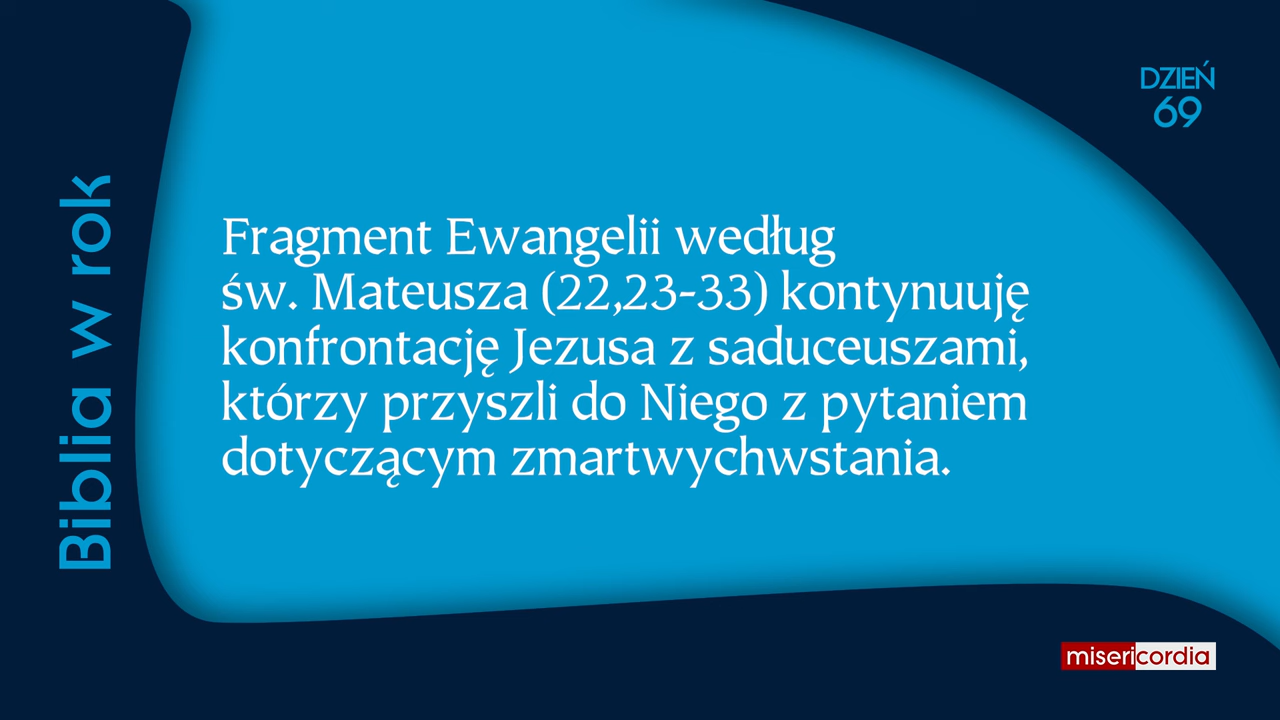 DZIEŃ
69
Biblia w rok
Fragment Ewangelii według
św. Mateusza (22,23-33) kontynuuję
konfrontację Jezusa z saduceuszami,
którzy przyszli do Niego z pytaniem
dotyczącym zmartwychwstania.
misericordia